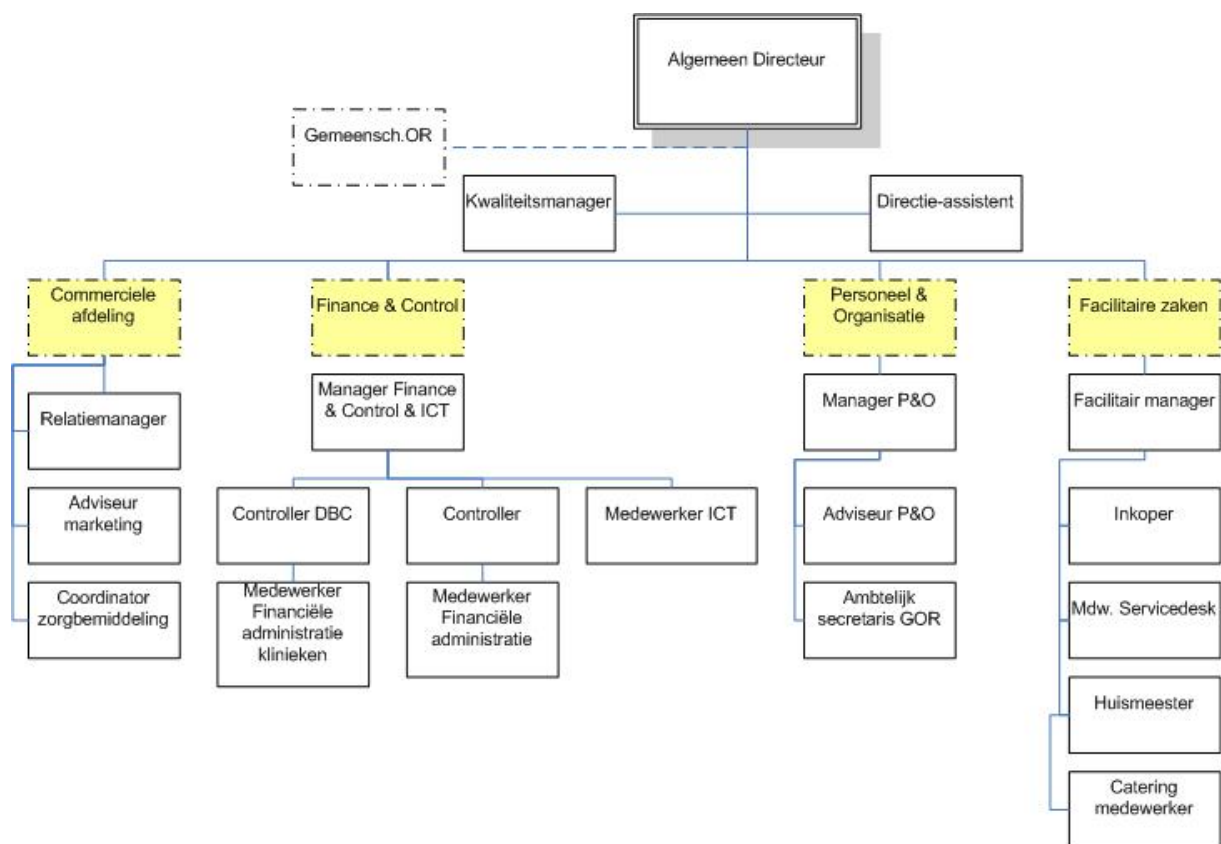 Algemeen Directeur
Gemeensch.OR
Kwaliteitsmanager
Directie-assistent
Commerciele
afdeling
Finance & Control
Personeel &
Organisatie
Facilitaire zaken
Relatiemanager
Manager Finance
& Control & ICT
Manager P&O
Facilitair manager
Adviseur
marketing
Controller DBC
Controller
Medewerker ICT
Adviseur P&O
Inkoper
Coordinator
zorgbemiddeling
Medewerker
Financiële
administratie
klinieken
Medewerker
Financiële
administratie
Ambtelijk
secretaris GOR
Mdw. Servicedesk
Huismeester
Catering
medewerker